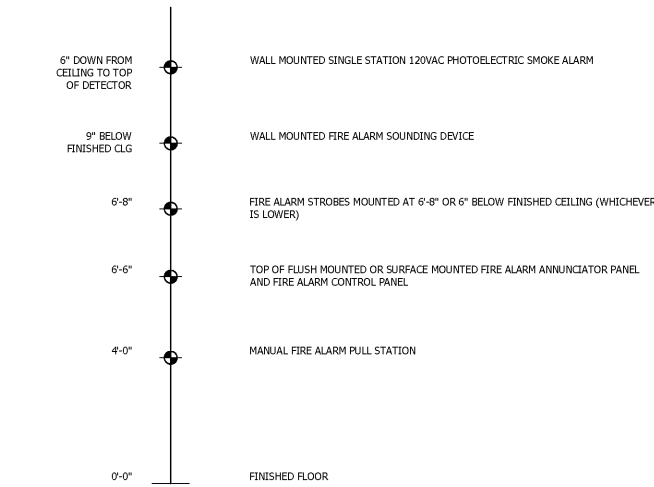 6" DOWN FROM
CEILING TO TOP
OF DETECTOR
WALL MOUNTED SINGLE STATION 120VAC PHOTOELECTRIC SMOKE ALARM
9" BELOW
FINISHED CLG
WALL MOUNTED FIRE ALARM SOUNDING DEVICE
6'-8"
FIRE ALARM STROBES MOUNTED AT 6'-8" OR 6" BELOW FINISHED CEILING (WHICHEVER
IS LOWER)
6'-6"
TOP OF FLUSH MOUNTED OR SURFACE MOUNTED FIRE ALARM ANNUNCIATOR PANEL
AND FIRE ALARM CONTROL PANEL
4'-0"
MANUAL FIRE ALARM PULL STATION
0'-0"
FINISHED FLOOR